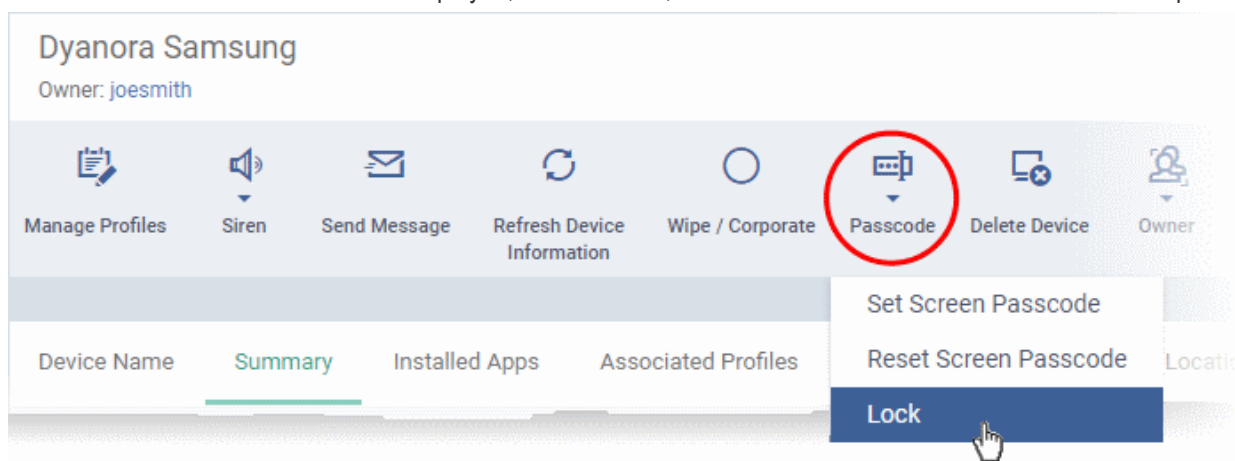 Dyanora Samsung
Owner: joesmith
Manage Profiles
Siren
Send Message
Refresh Device
Information
Wipe / Corporate
Passcode
Delete Device
Owner
Set Screen Passcode
Reset Screen Passcode
Lock
Device Name
Summary
Installed Apps
Associated Profiles